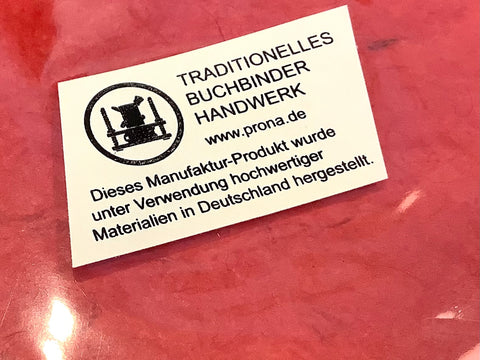 TRADITIONELLES
BUCHBINDER
HANDWERK
www.prona.de
Dieses Manufaktur-Produkt wurde
unter Verwendung hochwertiger
Materialien in Deutschland hergestellt.